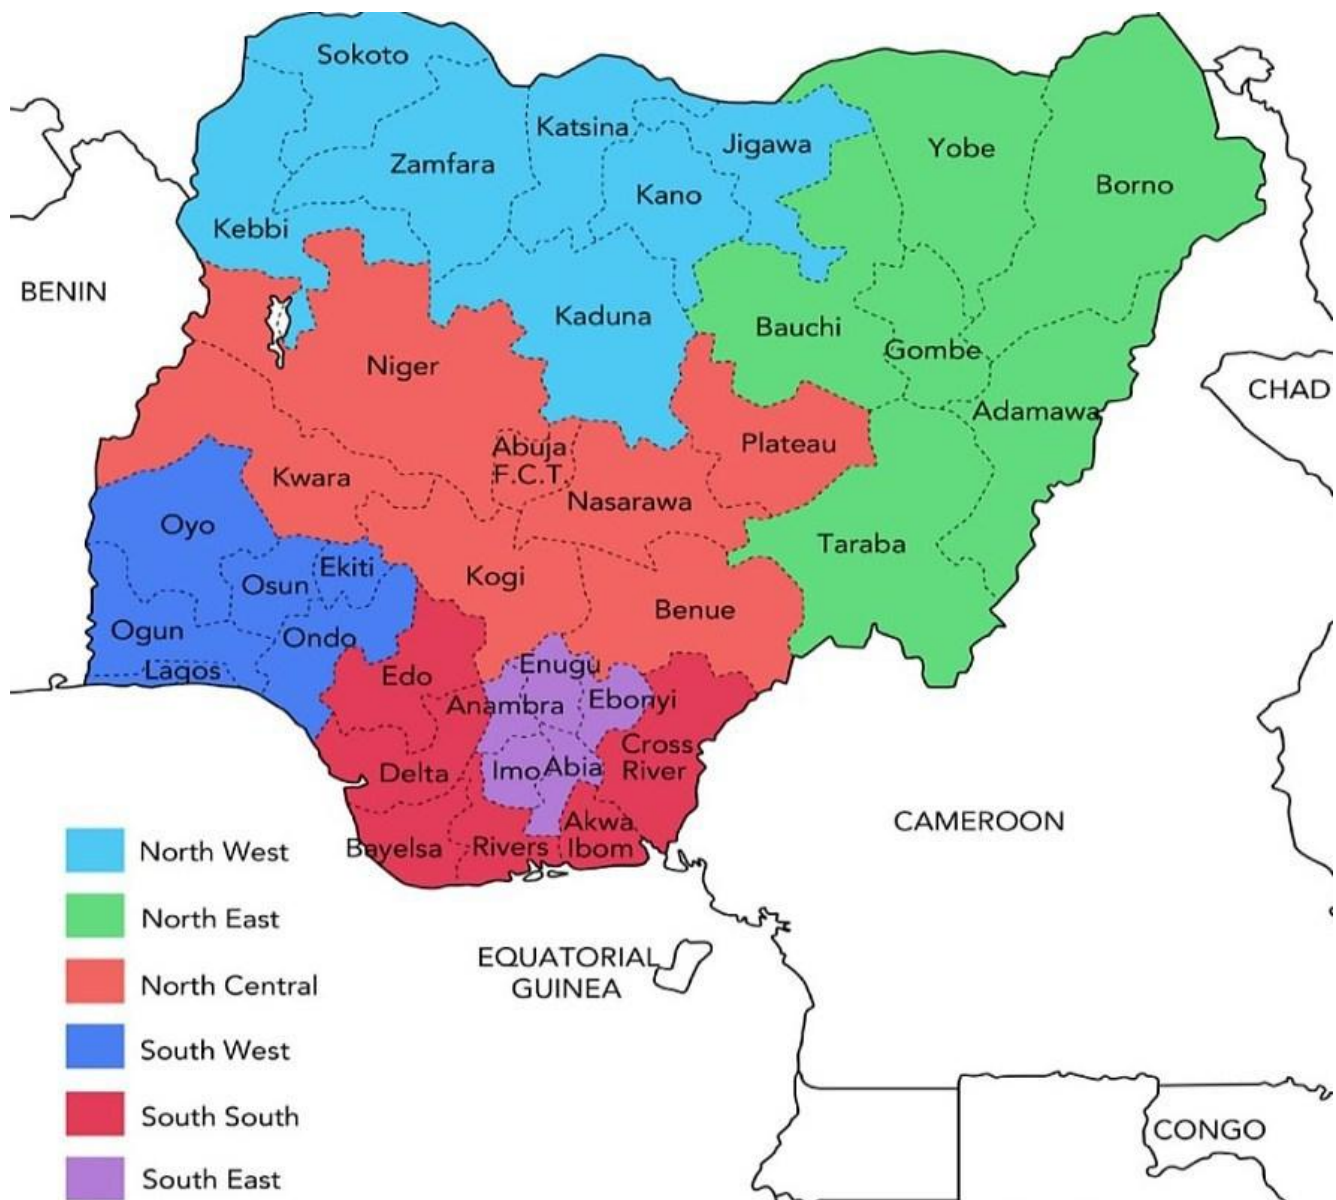 Sokoto
Katsina
Jigawa
Yobe
Zamfara
Kano
Borno
Kebbi
BENIN
Kaduna
Bauchi
Niger
Gombe
CHAD
Adamawa
Abuja
F.C.T.
Plateau
Kwara
Nasarawa
Oyo
Taraba
Ekiti
Osun
Kogi
Benue
Ogun
Ondo
Lagos
Enugu
Edo
Ebonyi
Anambra
Cross
River
Imo
Abia
Delta
Akwa
Ibom
Bayelsa
Rivers
CAMEROON
North West
North East
EQUATORIAL
GUINEA
North Central
South West
South South
CONGO
South East